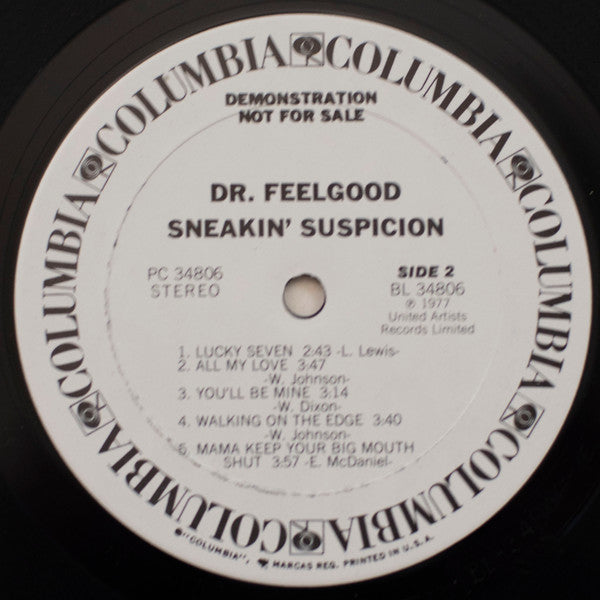 COLUMBIA COLUMBIA COLUMBIA COLUMBIA COLUMBIA COLUMBIA COLUMBIA COLUMBIA
DEMONSTRATION
NOT FOR SALE
DR. FEELGOOD
SNEAKIN' SUSPICION
PC 34806
STEREO
SIDE 2
BL 34806
℗ 1977
United Artists
Records Limited
1. LUCKY SEVEN 2:43 -L. Lewis-
2. ALL MY LOVE 3:47
-W. Johnson-
3. YOU'LL BE MINE 3:14
-W. Dixon-
4. WALKING ON THE EDGE 3:40
-W. Johnson-
5. MAMA KEEP YOUR BIG MOUTH
SHUT 3:57 -E. McDaniel-
"COLUMBIA", MARCAS REG. PRINTED IN U.S.A.